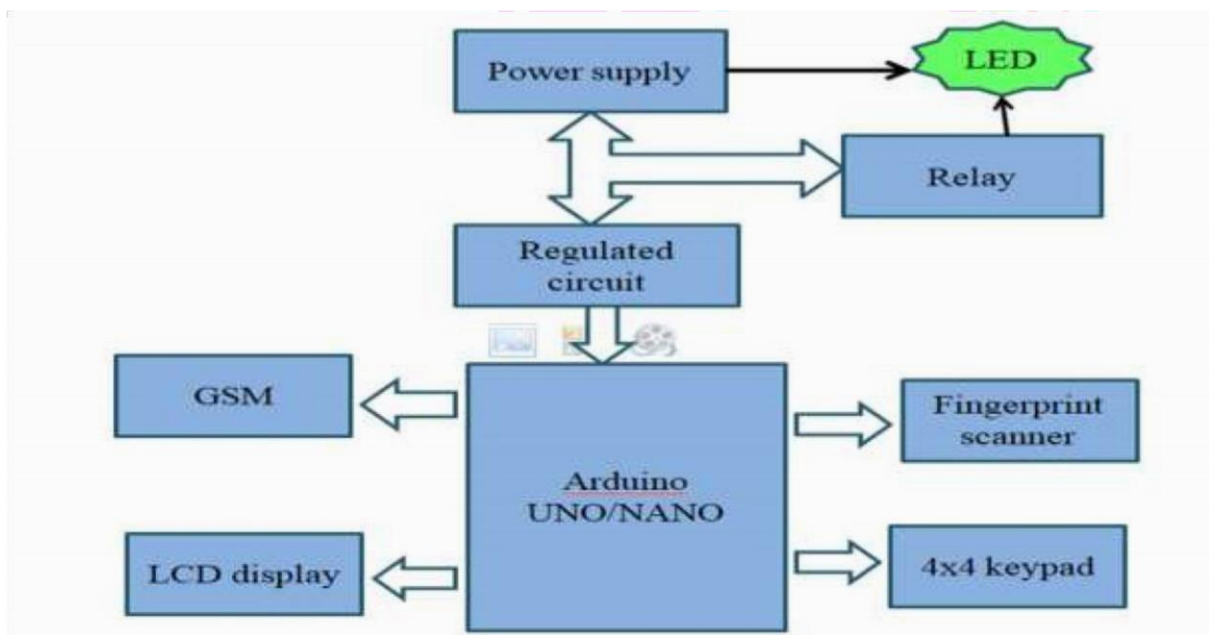 Power supply
LED
Relay
Regulated
circuit
GSM
Fingerprint
scanner
Arduino
UNO/NANO
LCD display
4x4 keypad